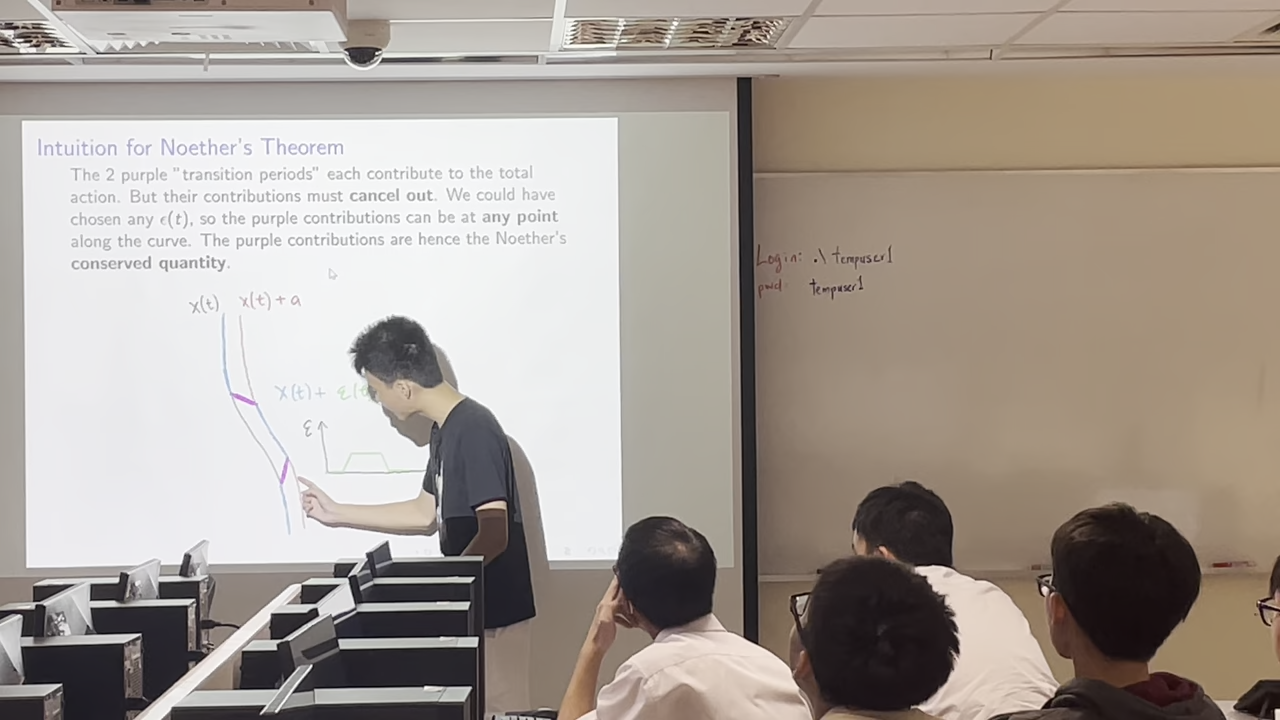 Intuition for Noether's Theorem
The 2 purple "transition periods" each contribute to the total
action. But their contributions must cancel out. We could have
chosen any ϵ(t), so the purple contributions can be at any point
along the curve. The purple contributions are hence the Noether's
conserved quantity.
x(t) x(t) + a
x(t) + ε(t
ε
Login: .\tempuser1
pwd: tempuser1